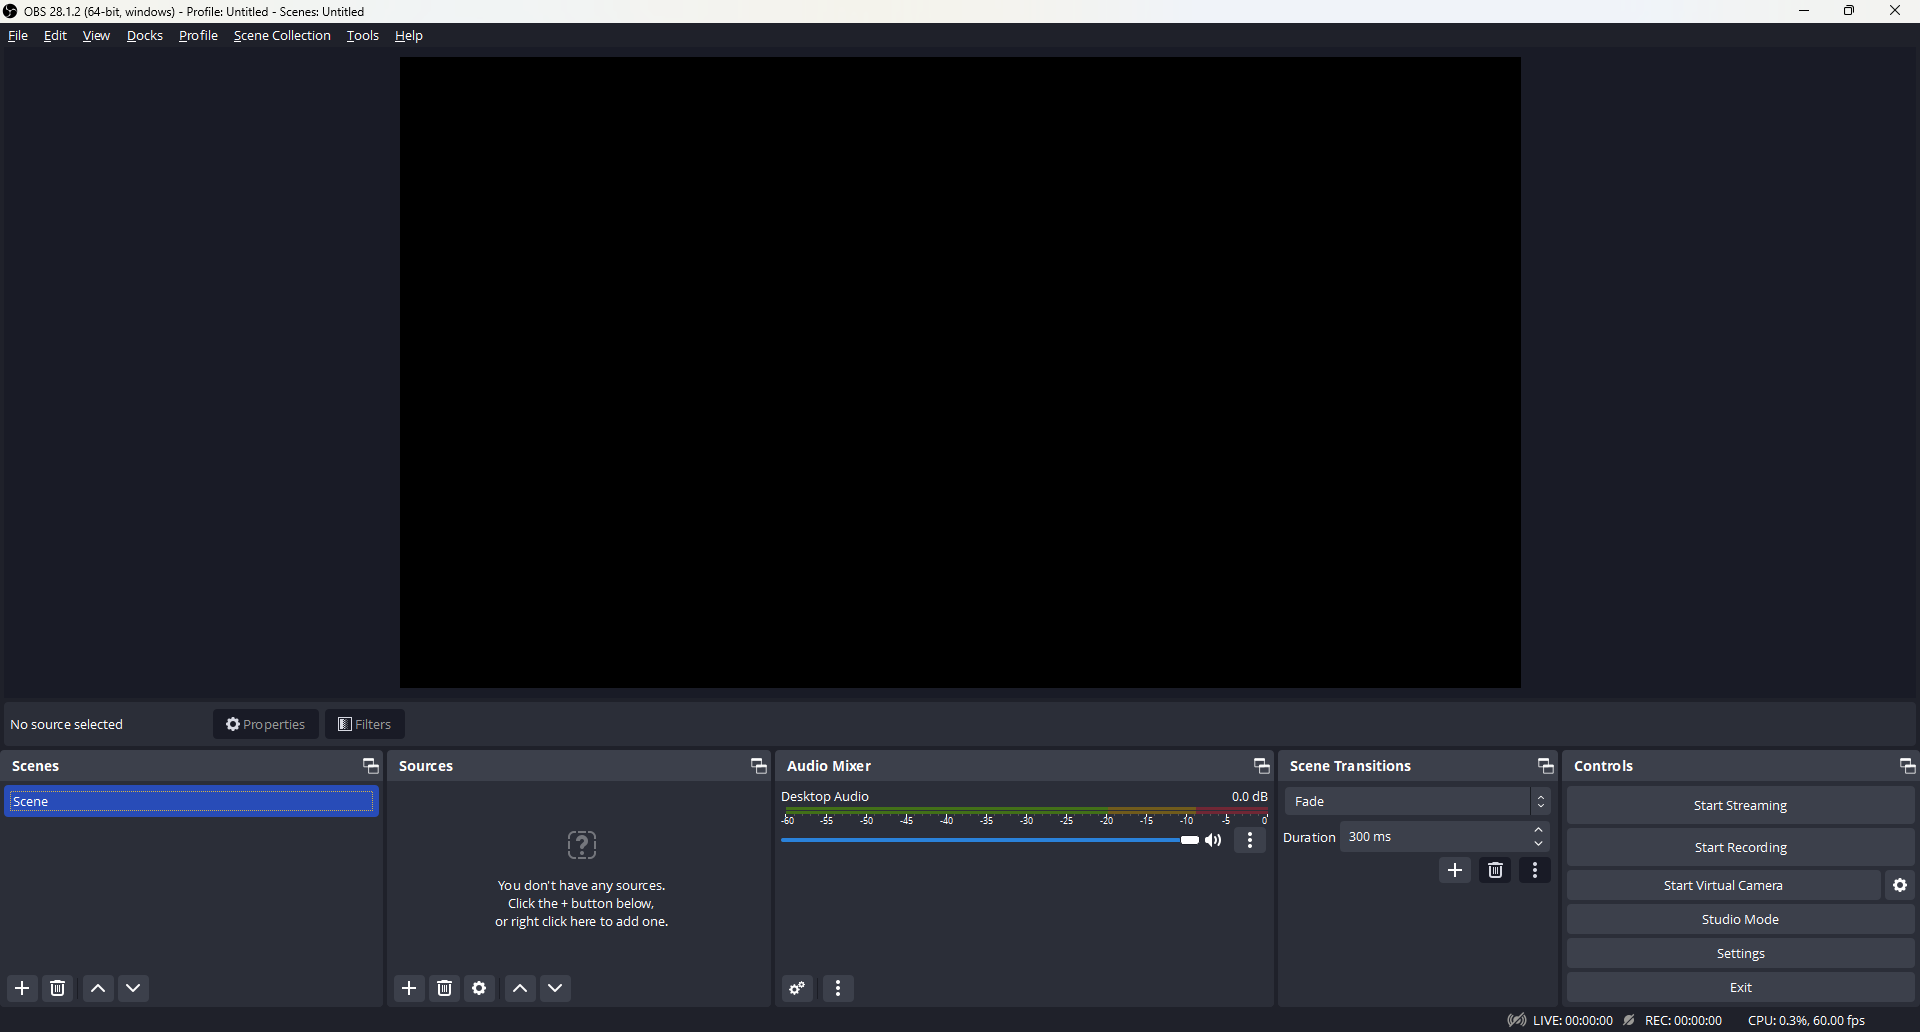 OBS 28.1.2 (64-bit, windows) - Profile: Untitled - Scenes: Untitled
File Edit View Docks Profile Scene Collection Tools Help
No source selected Properties Filters
Scenes
Scene
Sources
You don't have any sources.
Click the + button below,
or right click here to add one.
Audio Mixer
Desktop Audio 0.0 dB
-60 -55 -50 -45 -40 -35 -30 -25 -20 -15 -10 -5 0
Scene Transitions
Fade
Duration 300 ms
Controls
Start Streaming
Start Recording
Start Virtual Camera
Studio Mode
Settings
Exit
LIVE: 00:00:00 REC: 00:00:00 CPU: 0.3%, 60.00 fps